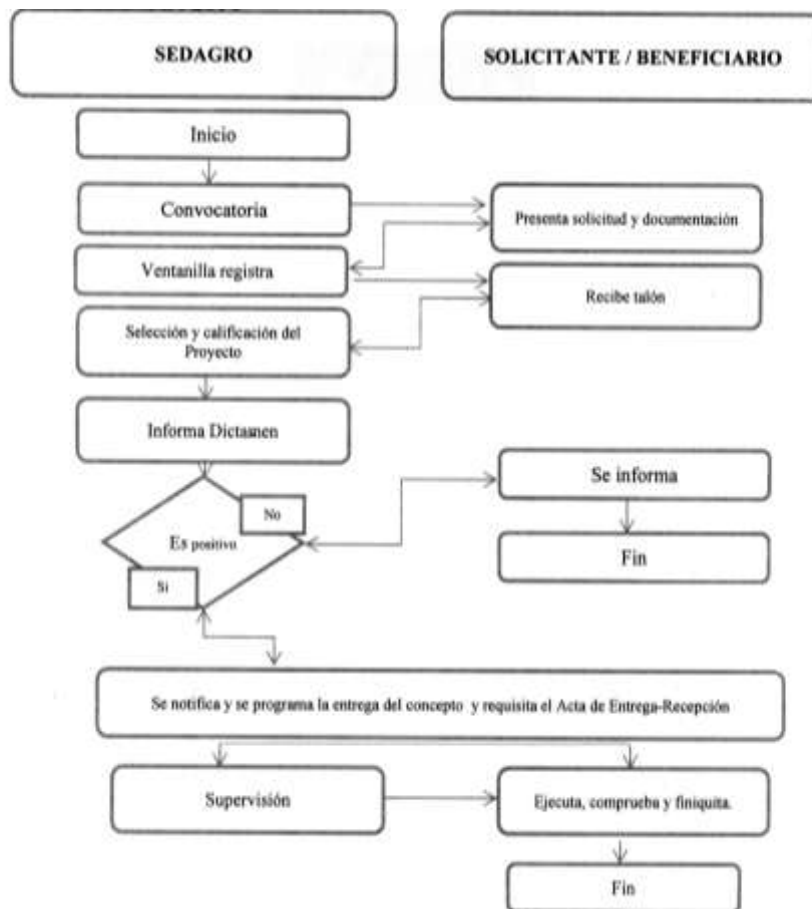 SEDAGRO
SOLICITANTE / BENEFICIARIO
Inicio
Convocatoria
Presenta solicitud y documentación
Ventanilla registra
Recibe talón
Selección y calificación del
Proyecto
Informa Dictamen
Se informa
No
Es positivo
Fin
Si
Se notifica y se programa la entrega del concepto y requisita el Acta de Entrega-Recepción
Supervisión
Ejecuta, comprueba y finiquita.
Fin